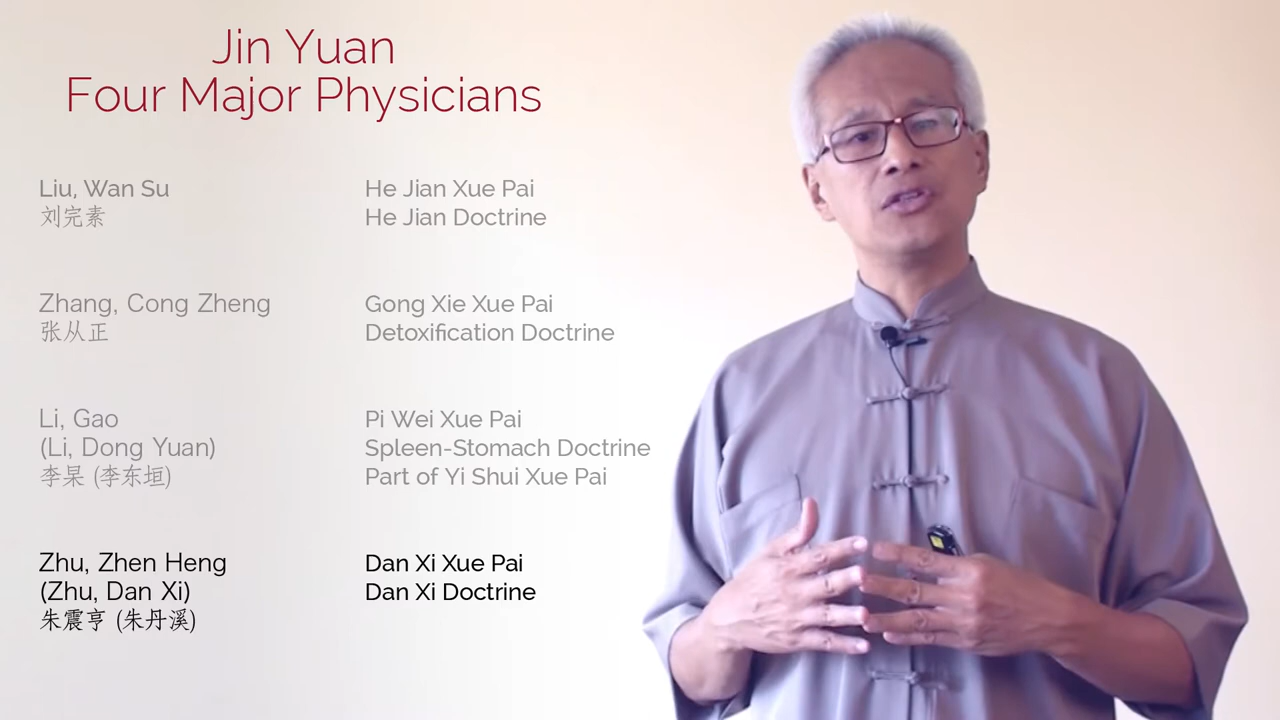 Jin Yuan
Four Major Physicians
Liu, Wan Su
刘完素
He Jian Xue Pai
He Jian Doctrine
Zhang, Cong Zheng
张从正
Gong Xie Xue Pai
Detoxification Doctrine
Li, Gao
(Li, Dong Yuan)
李杲 (李东垣)
Pi Wei Xue Pai
Spleen-Stomach Doctrine
Part of Yi Shui Xue Pai
Zhu, Zhen Heng
(Zhu, Dan Xi)
朱震亨 (朱丹溪)
Dan Xi Xue Pai
Dan Xi Doctrine